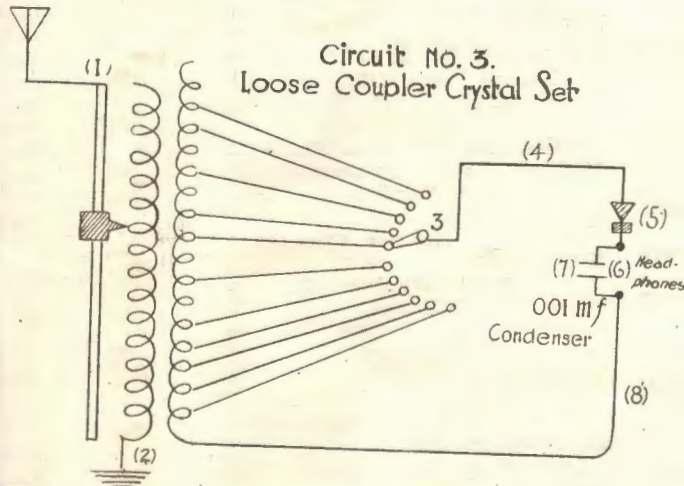 Circuit No. 3.
Loose Coupler Crystal Set
(1)
(2)
3
(4)
(5)
(7) (6) Head-
phones
001 mf
Condenser
(8)